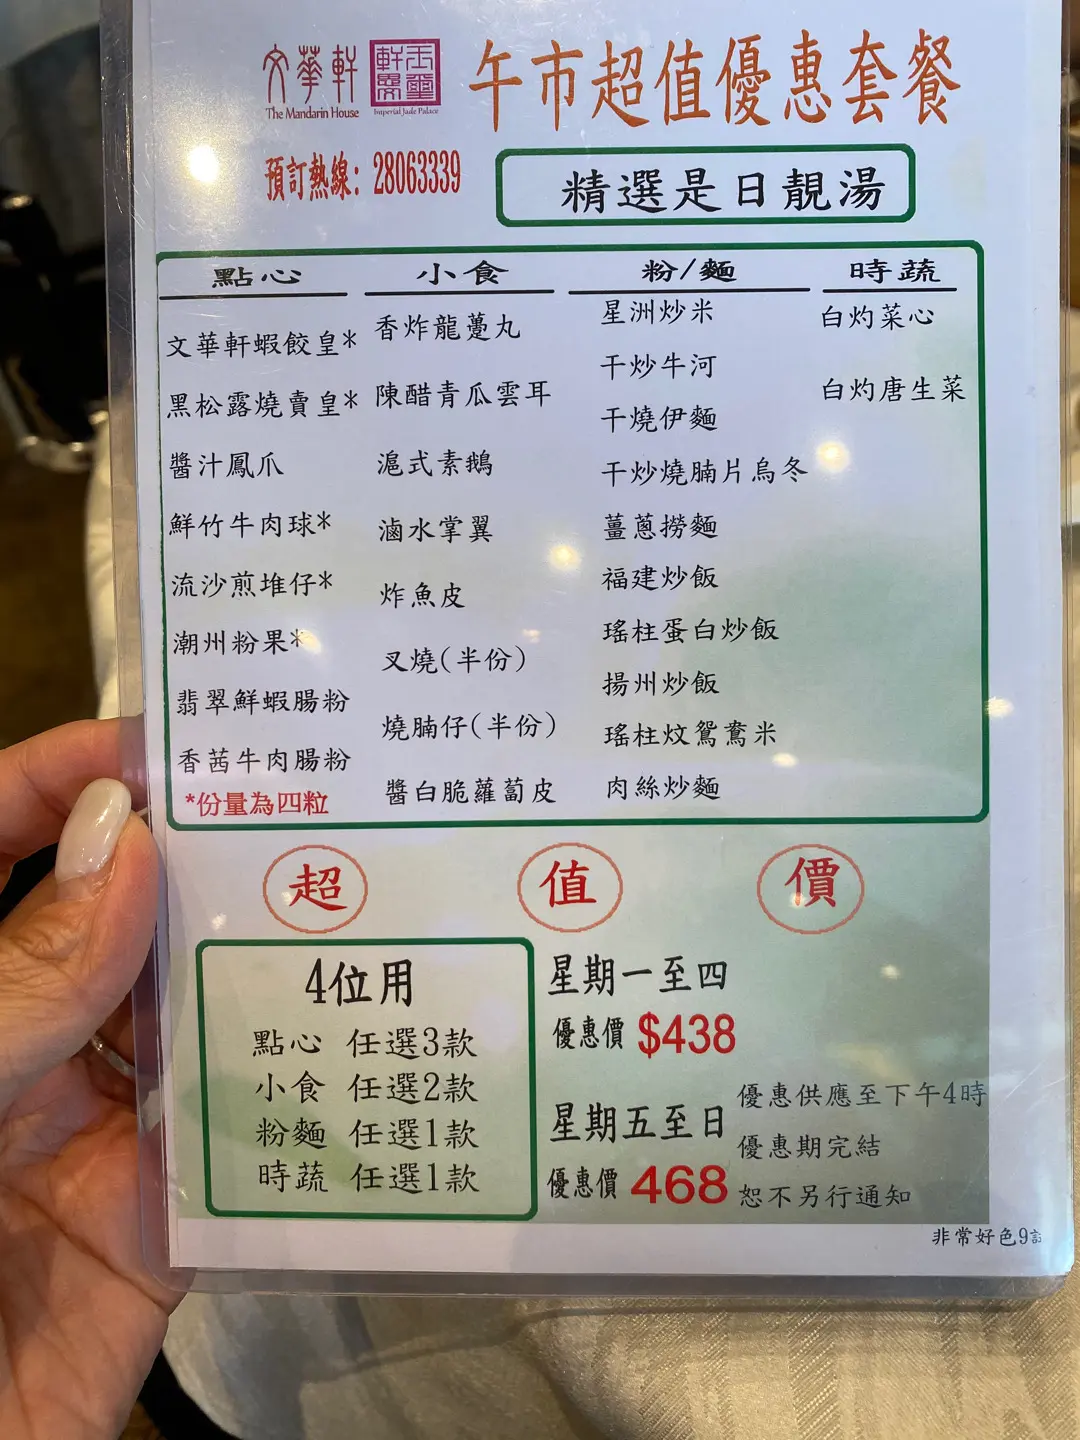 文華軒
The Mandarin House
玉璽軒界
Imperial Jade Palace
午市超值優惠套餐
預訂熱線: 28063339
精選是日靚湯
點心
文華軒蝦餃皇*
黑松露燒賣皇*
醬汁鳳爪
鮮竹牛肉球*
流沙煎堆仔*
潮州粉果*
翡翠鮮蝦腸粉
香茜牛肉腸粉
*份量為四粒
小食
香炸龍躉丸
陳醋青瓜雲耳
滬式素鵝
滷水掌翼
炸魚皮
叉燒(半份)
燒腩仔(半份)
醬白脆蘿蔔皮
粉/麵
星洲炒米
干炒牛河
干燒伊麵
干炒燒腩片烏冬
薑蔥撈麵
福建炒飯
瑤柱蛋白炒飯
揚州炒飯
瑤柱炆鴛鴦米
肉絲炒麵
時蔬
白灼菜心
白灼唐生菜
超值價
4位用
點心 任選3款
小食 任選2款
粉麵 任選1款
時蔬 任選1款
星期一至四
優惠價 $438
星期五至日
優惠價 468
優惠供應至下午4時
優惠期完結
恕不另行通知
非常好色9